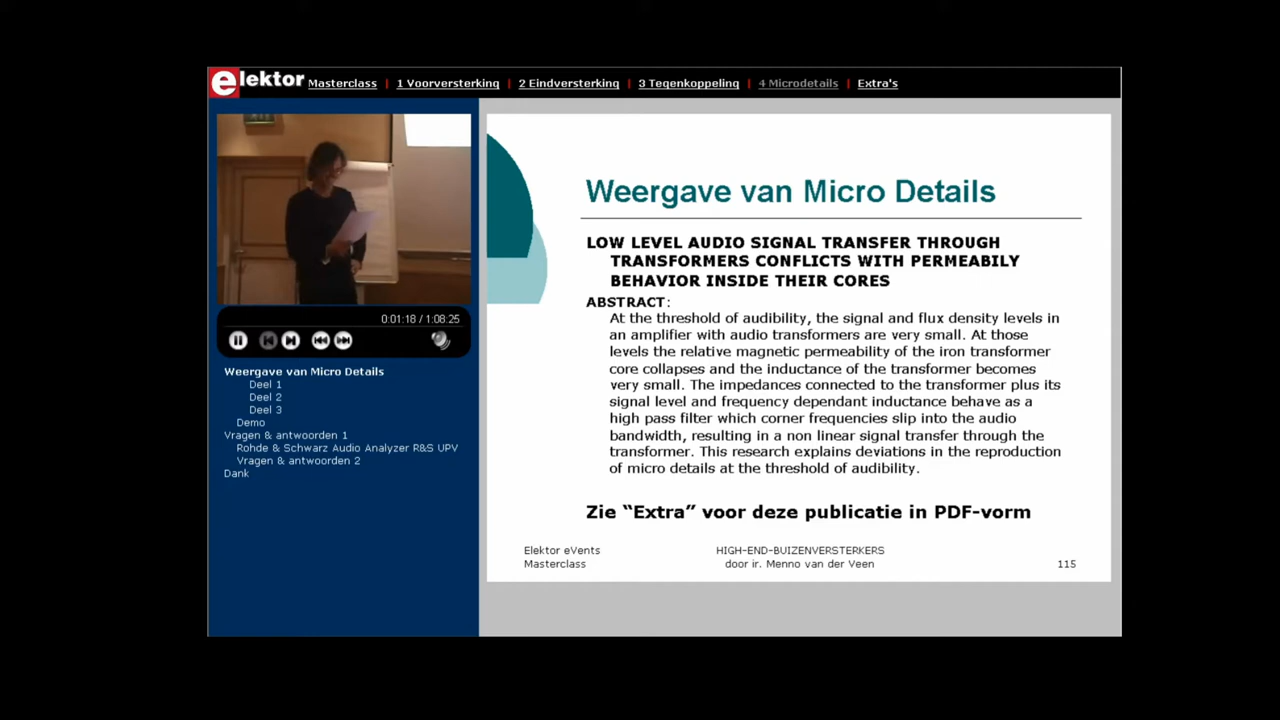 elektor Masterclass | 1 Voorversterking | 2 Eindversterking | 3 Tegenkoppeling | 4 Microdetails | Extra's
0:01:18 / 1:08:25
Weergave van Micro Details
Deel 1
Deel 2
Deel 3
Demo
Vragen & antwoorden 1
Rohde & Schwarz Audio Analyzer R&S UPV
Vragen & antwoorden 2
Dank
Weergave van Micro Details
LOW LEVEL AUDIO SIGNAL TRANSFER THROUGH
TRANSFORMERS CONFLICTS WITH PERMEABILY
BEHAVIOR INSIDE THEIR CORES
ABSTRACT:
At the threshold of audibility, the signal and flux density levels in
an amplifier with audio transformers are very small. At those
levels the relative magnetic permeability of the iron transformer
core collapses and the inductance of the transformer becomes
very small. The impedances connected to the transformer plus its
signal level and frequency dependant inductance behave as a
high pass filter which corner frequencies slip into the audio
bandwidth, resulting in a non linear signal transfer through the
transformer. This research explains deviations in the reproduction
of micro details at the threshold of audibility.
Zie “Extra” voor deze publicatie in PDF-vorm
Elektor eVents
Masterclass
HIGH-END-BUIZENVERSTERKERS
door ir. Menno van der Veen
115